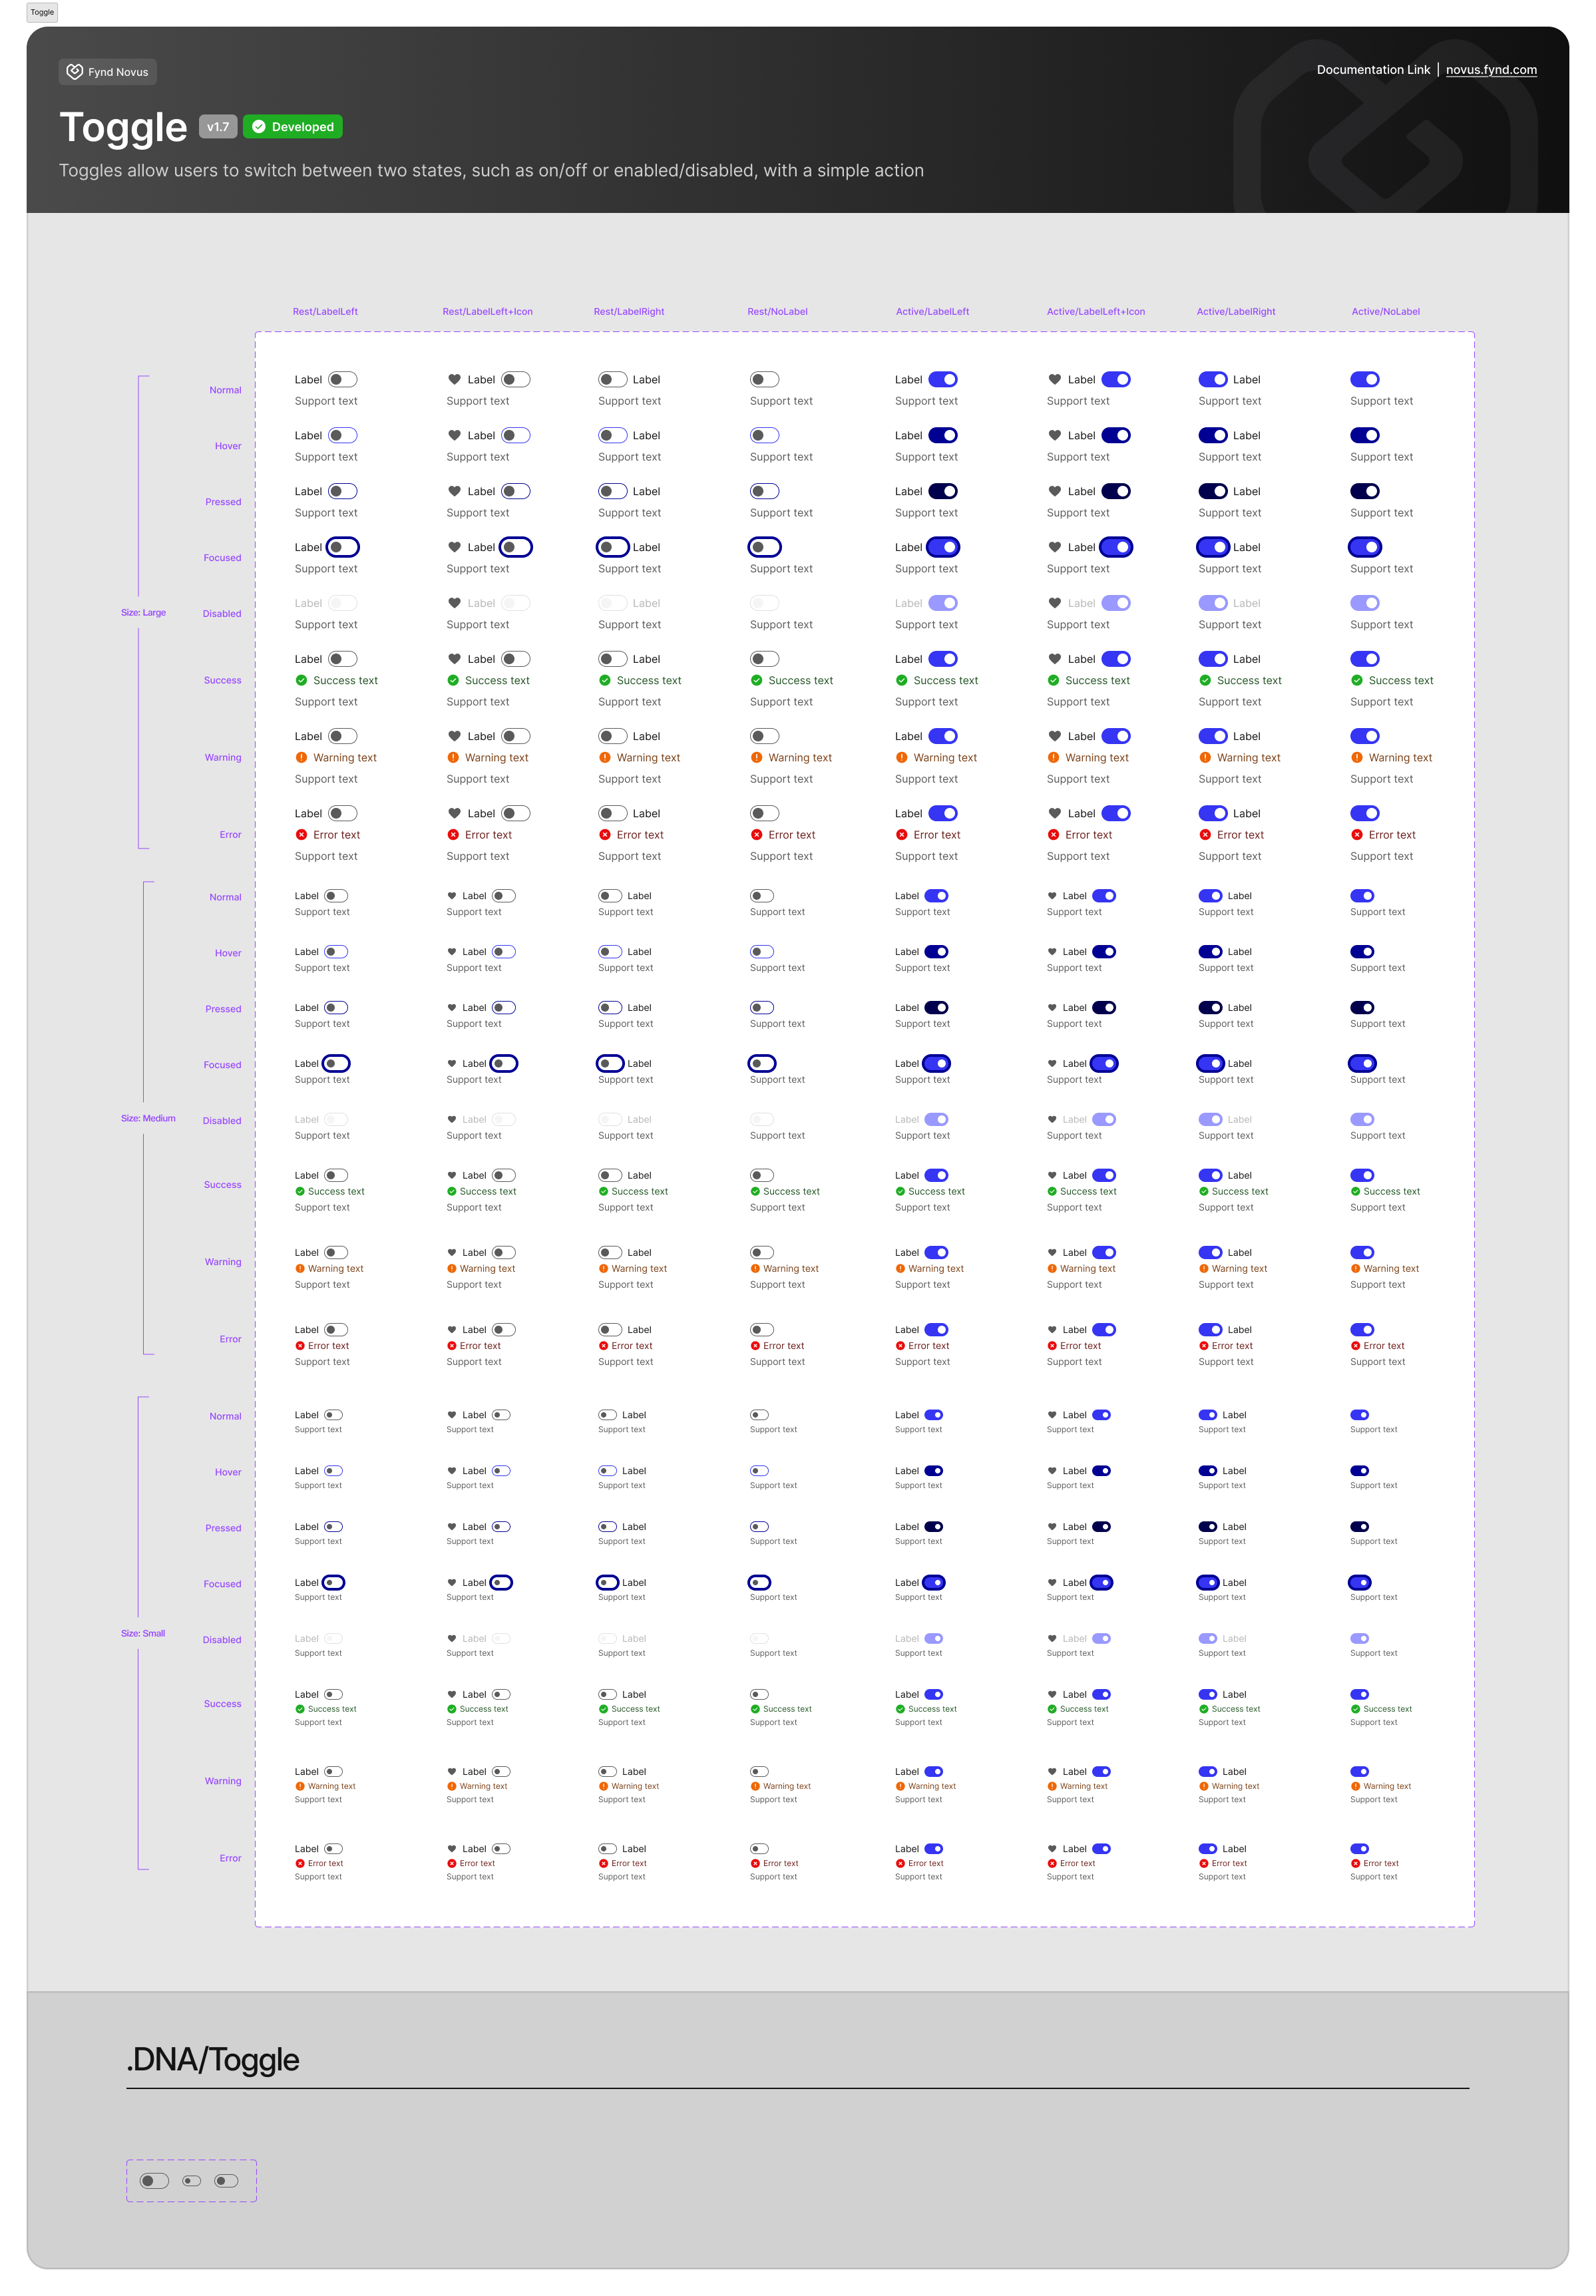 Toggle
Fynd Novus
Documentation Link | novus.fynd.com
Toggle v1.7 Developed
Toggles allow users to switch between two states, such as on/off or enabled/disabled, with a simple action
Rest/LabelLeft Rest/LabelLeft+Icon Rest/LabelRight Rest/NoLabel Active/LabelLeft Active/LabelLeft+Icon Active/LabelRight Active/NoLabel
Label Label Label Label Label Label
Normal
Support text Support text Support text Support text Support text Support text Support text Support text
Label Label Label Label Label Label
Hover
Support text Support text Support text Support text Support text Support text Support text Support text
Label Label Label Label Label Label
Pressed
Support text Support text Support text Support text Support text Support text Support text Support text
Label Label Label Label Label Label
Focused
Support text Support text Support text Support text Support text Support text Support text Support text
Label Label Label Label Label Label
Size: Large Disabled
Support text Support text Support text Support text Support text Support text Support text Support text
Label Label Label Label Label Label
Success Success text Success text Success text Success text Success text Success text Success text Success text
Support text Support text Support text Support text Support text Support text Support text Support text
Label Label Label Label Label Label
Warning Warning text Warning text Warning text Warning text Warning text Warning text Warning text Warning text
Support text Support text Support text Support text Support text Support text Support text Support text
Label Label Label Label Label Label
Error Error text Error text Error text Error text Error text Error text Error text Error text
Support text Support text Support text Support text Support text Support text Support text Support text
Normal Label Label Label Label Label Label
Support text Support text Support text Support text Support text Support text Support text Support text
Hover Label Label Label Label Label Label
Support text Support text Support text Support text Support text Support text Support text Support text
Pressed Label Label Label Label Label Label
Support text Support text Support text Support text Support text Support text Support text Support text
Focused Label Label Label Label Label Label
Support text Support text Support text Support text Support text Support text Support text Support text
Size: Medium Disabled Label Label Label Label Label Label
Support text Support text Support text Support text Support text Support text Support text Support text
Label Label Label Label Label Label
Success Success text Success text Success text Success text Success text Success text Success text Success text
Support text Support text Support text Support text Support text Support text Support text Support text
Label Label Label Label Label Label
Warning Warning text Warning text Warning text Warning text Warning text Warning text Warning text Warning text
Support text Support text Support text Support text Support text Support text Support text Support text
Label Label Label Label Label Label
Error Error text Error text Error text Error text Error text Error text Error text Error text
Support text Support text Support text Support text Support text Support text Support text Support text
Normal Label Label Label Label Label Label
Support text Support text Support text Support text Support text Support text Support text Support text
Hover Label Label Label Label Label Label
Support text Support text Support text Support text Support text Support text Support text Support text
Pressed Label Label Label Label Label Label
Support text Support text Support text Support text Support text Support text Support text Support text
Focused Label Label Label Label Label Label
Support text Support text Support text Support text Support text Support text Support text Support text
Size: Small Disabled Label Label Label Label Label Label
Support text Support text Support text Support text Support text Support text Support text Support text
Label Label Label Label Label Label
Success Success text Success text Success text Success text Success text Success text Success text Success text
Support text Support text Support text Support text Support text Support text Support text Support text
Label Label Label Label Label Label
Warning Warning text Warning text Warning text Warning text Warning text Warning text Warning text Warning text
Support text Support text Support text Support text Support text Support text Support text Support text
Label Label Label Label Label Label
Error Error text Error text Error text Error text Error text Error text Error text Error text
Support text Support text Support text Support text Support text Support text Support text Support text
.DNA/Toggle